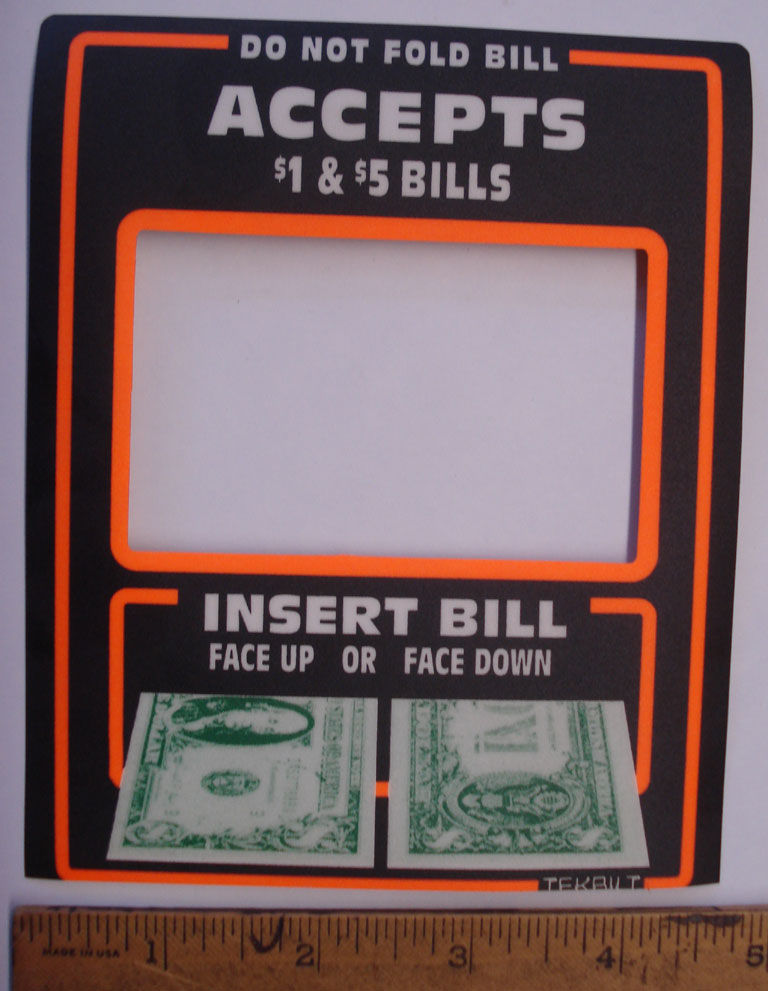 DO NOT FOLD BILL
ACCEPTS
$1 & $5 BILLS
INSERT BILL
FACE UP OR FACE DOWN
TEKBILT
MADE IN USA
1 2 3 4 5